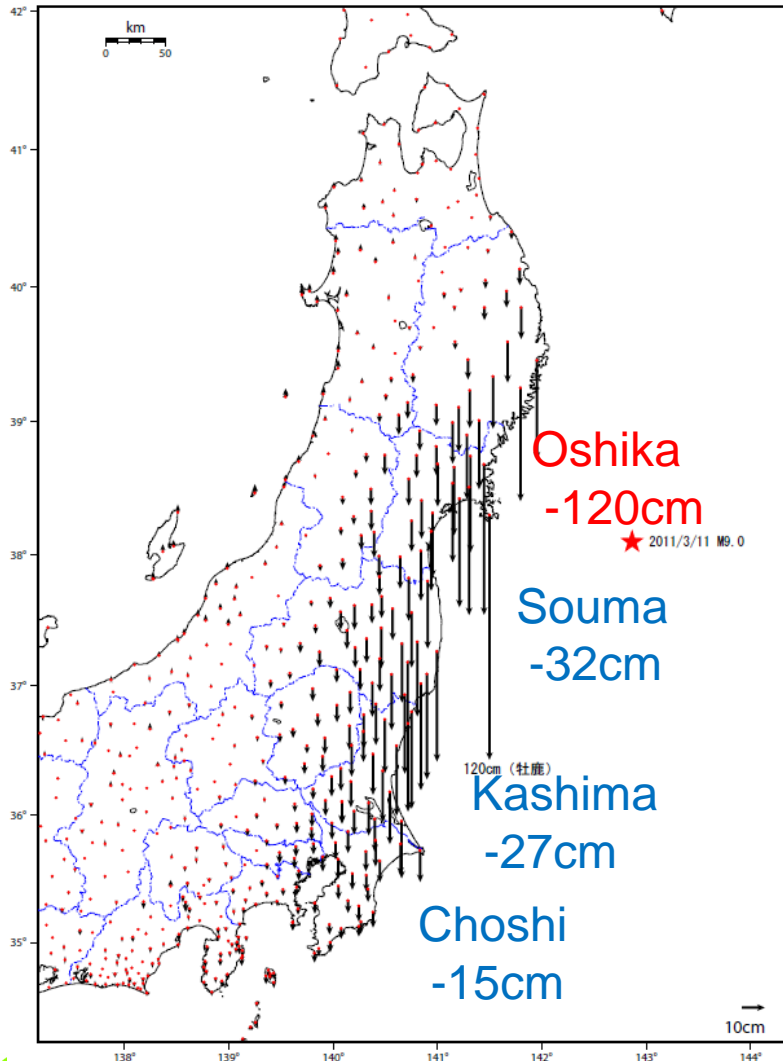 42°
km
0 50
41°
40°
39°
Oshika
-120cm
38°
2011/3/11 M9.0
Souma
-32cm
37°
120cm (牡鹿)
Kashima
36°
-27cm
Choshi
35°
-15cm
10cm
138° 139° 140° 141° 142° 143° 144°